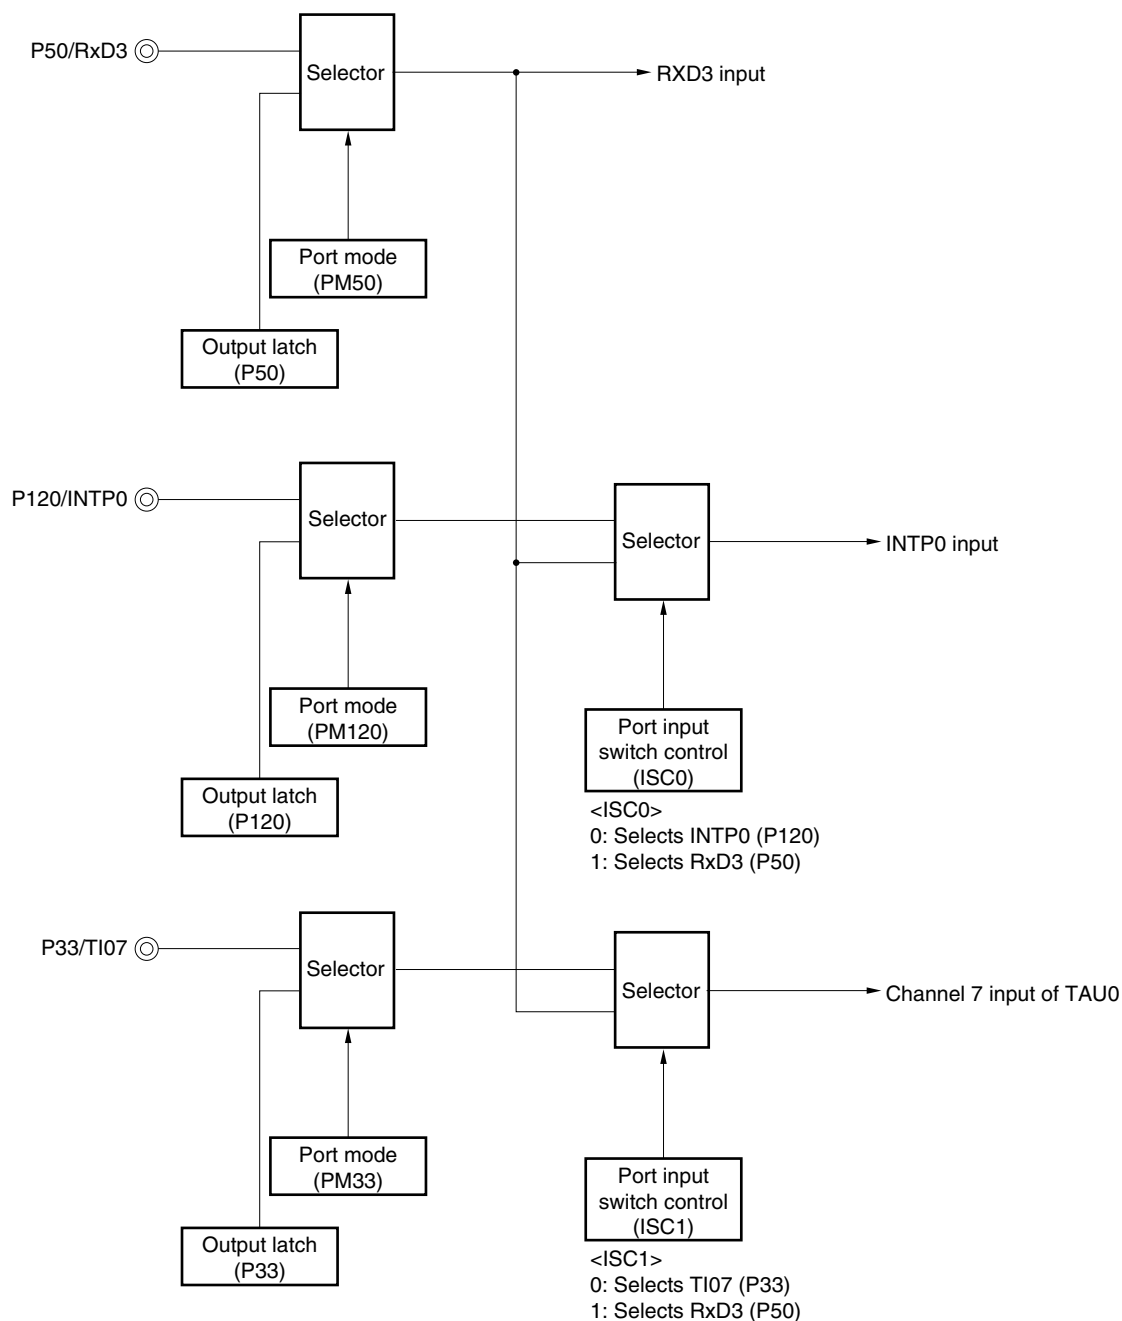 P50/RxD3
Selector
RXD3 input
Port mode
(PM50)
Output latch
(P50)
P120/INTP0
Selector
Selector
INTP0 input
Port mode
(PM120)
Port input
switch control
(ISC0)
Output latch
(P120)
<ISC0>
0: Selects INTP0 (P120)
1: Selects RxD3 (P50)
P33/TI07
Selector
Selector
Channel 7 input of TAU0
Port mode
(PM33)
Port input
switch control
(ISC1)
Output latch
(P33)
<ISC1>
0: Selects TI07 (P33)
1: Selects RxD3 (P50)